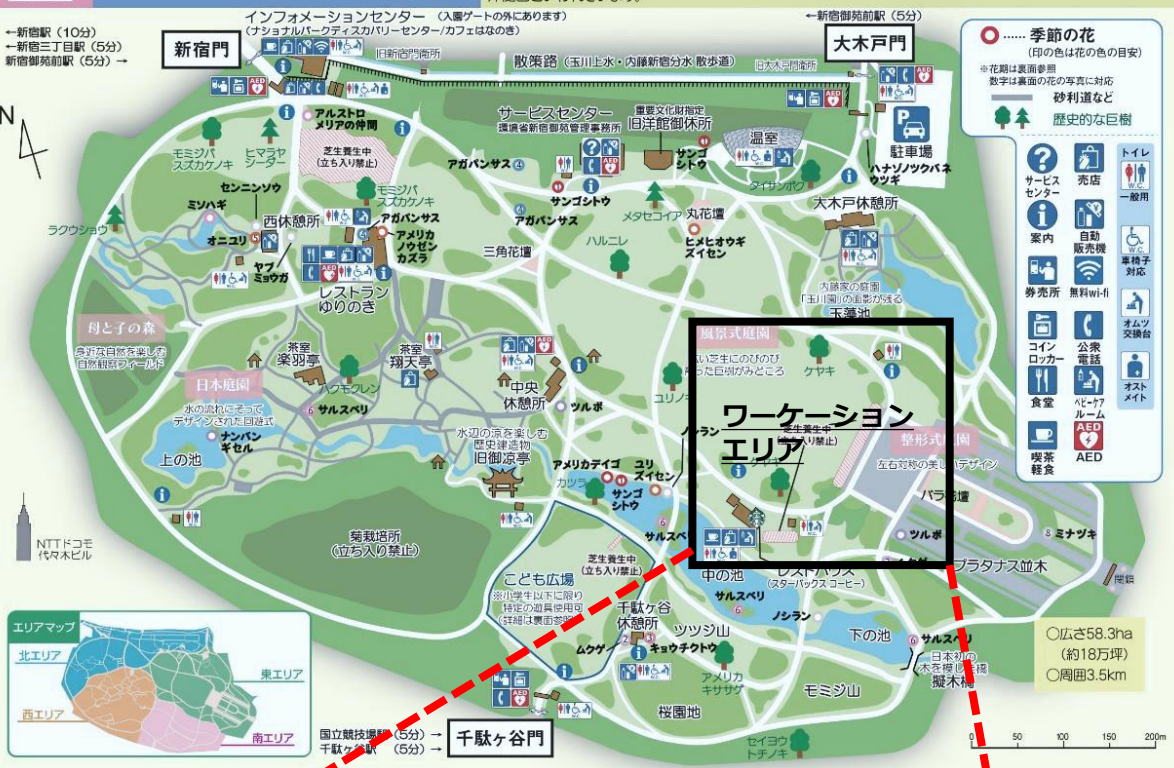 インフォメーションセンター (入園ゲートの外にあります)
(ナショナルパークディスカバリーセンター/カフェはなのき)
←新宿駅(10分)
←新宿三丁目駅(5分)
新宿御苑前駅(5分)→
新宿門
旧新宿門衛所
散策路(玉川上水・内藤新宿分水 散歩道)
←新宿御苑前駅(5分)
大木戸門
旧大木戸門衛所
N
アルストロ
メリアの仲間
芝生養生中
(立ち入り禁止)
モミジバ
スズカケノキ
ヒマラヤ
シーダー
モミジバ
スズカケノキ
サービスセンター
環境省新宿御苑管理事務所
重要文化財指定
旧洋館御休所
サンゴ
シトウ
温室
P
駐車場
ハナゾノツクバネ
ウツギ
タイサンボク
アガパンサス
サンゴシトウ
アガパンサス
メタセコイア
丸花壇
ヒメヒオウギ
ズイセン
大木戸休憩所
センニンソウ
ミソハギ
ラクウショウ
オニユリ
西休憩所
ヤブ
ミョウガ
アガパンサス
アメリカ
ノウゼン
カズラ
レストラン
ゆりのき
三角花壇
ハルニレ
内藤家の庭園
「玉川園」の面影が残る
玉藻池
母と子の森
身近な自然を楽しむ
自然観察フィールド
茶室
楽羽亭
茶室
翔天亭
ハクモクレン
日本庭園
水の流れにそって
デザインされた回遊式
6 サルスベリ
ナンバン
ギセル
上の池
中央
休憩所
ツルボ
水辺の涼を楽しむ
歴史建造物
旧御凉亭
風景式庭園
広い芝生にのびのび
ケヤキ
ユリノキ
ノシラン
ワーケーション
エリア
芝生養生中
(立ち入り禁止)
ケヤキ
整形式庭園
左右対称の美しいデザイン
バラ花壇
アメリカデイゴ
カツラ
サンゴ
シトウ
ユリ
ズイセン
サルスベリ
6
ツルボ
8 ミナヅキ
プラタナス並木
閉鎖
レストハウス
(スターバックス コーヒー)
中の池
サルスベリ
6
ノシラン
下の池
6 サルスベリ
日本初の
木を模した橋
擬木橋
NTTドコモ
代々木ビル
菊栽培所
(立ち入り禁止)
芝生養生中
(立ち入り禁止)
こども広場
※小学生以下に限り
特定の遊具使用可
(詳細は裏面参照)
千駄ヶ谷
休憩所
ムクゲ
キョウチクトウ
ツツジ山
アメリカ
キササゲ
モミジ山
桜園地
セイヨウ
トチノキ
国立競技場駅(5分)→
千駄ヶ谷駅 (5分)→
千駄ヶ谷門
エリアマップ
北エリア
東エリア
西エリア
南エリア
○広さ58.3ha
(約18万坪)
○周囲3.5km
0 50 100 150 200m
……季節の花
(印の色は花の色の目安)
※花期は裏面参照
数字は裏面の花の写真に対応
砂利道など
歴史的な巨樹
サービス
センター
売店
案内
自動
販売機
券売所
無料wi-fi
コイン
ロッカー
公衆
電話
食堂
ベビーケア
ルーム
喫茶
軽食
AED
トイレ
W.C.
一般用
W.C.
車椅子
対応
オムツ
交換台
オスト
メイト